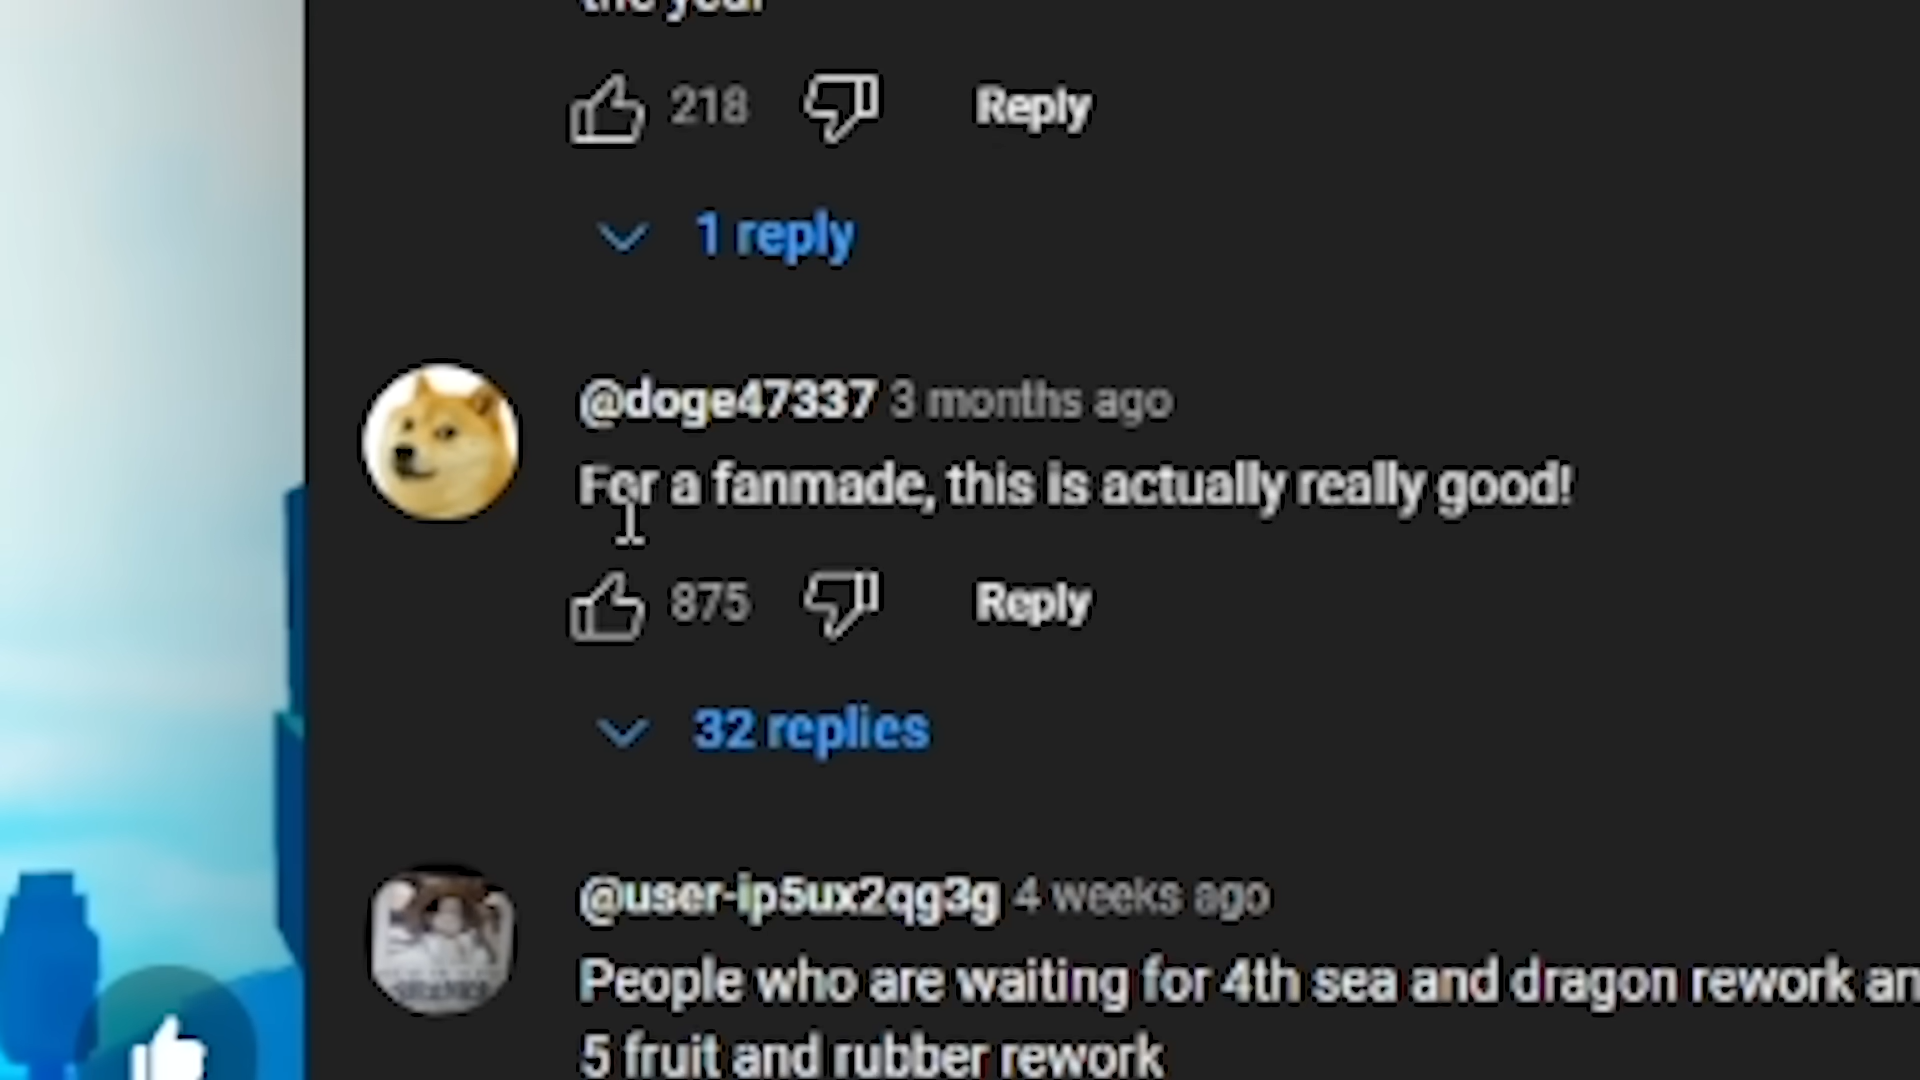 the year
218 Reply
1 reply
@doge47337 3 months ago
For a fanmade, this is actually really good!
875 Reply
32 replies
@user-ip5ux2qg3g 4 weeks ago
People who are waiting for 4th sea and dragon rework an
5 fruit and rubber rework